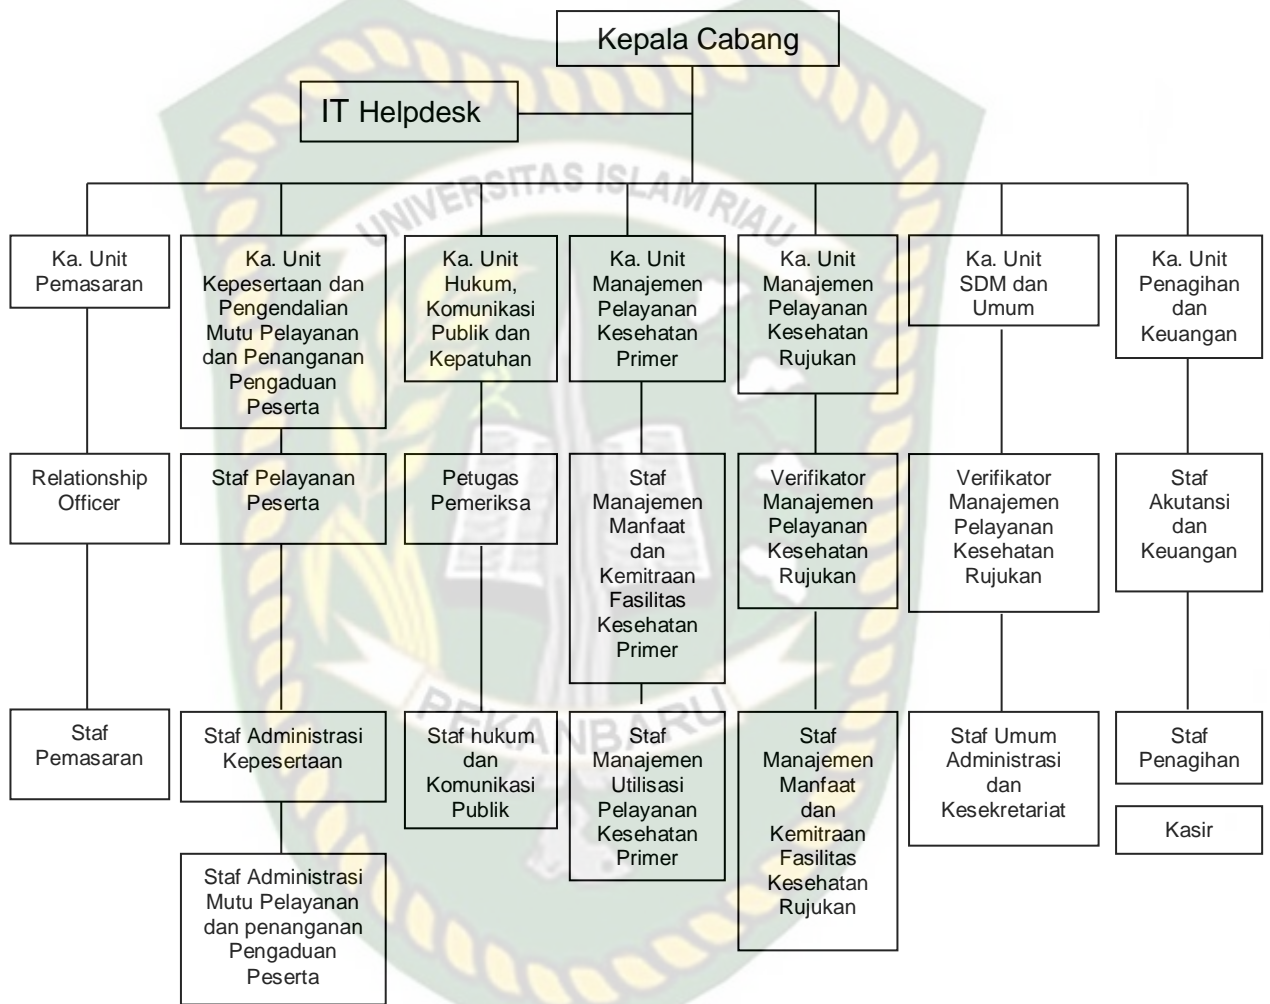 Kepala Cabang
IT Helpdesk
UNIVERSITAS ISLAM RIAU
Ka. Unit
Pemasaran
Ka. Unit
Kepesertaan dan
Pengendalian
Mutu Pelayanan
dan Penanganan
Pengaduan
Peserta
Ka. Unit
Hukum,
Komunikasi
Publik dan
Kepatuhan
Ka. Unit
Manajemen
Pelayanan
Kesehatan
Primer
Ka. Unit
Manajemen
Pelayanan
Kesehatan
Rujukan
Ka. Unit
SDM dan
Umum
Ka. Unit
Penagihan
dan
Keuangan
Relationship
Officer
Staf Pelayanan
Peserta
Petugas
Pemeriksa
Staf
Manajemen
Manfaat
dan
Kemitraan
Fasilitas
Kesehatan
Primer
Verifikator
Manajemen
Pelayanan
Kesehatan
Rujukan
Verifikator
Manajemen
Pelayanan
Kesehatan
Rujukan
Staf
Akutansi
dan
Keuangan
PEKANBARU
Staf
Pemasaran
Staf Administrasi
Kepesertaan
Staf hukum
dan
Komunikasi
Publik
Staf
Manajemen
Utilisasi
Pelayanan
Kesehatan
Primer
Staf
Manajemen
Manfaat
dan
Kemitraan
Fasilitas
Kesehatan
Rujukan
Staf Umum
Administrasi
dan
Kesekretariat
Staf
Penagihan
Kasir
Staf Administrasi
Mutu Pelayanan
dan penanganan
Pengaduan
Peserta